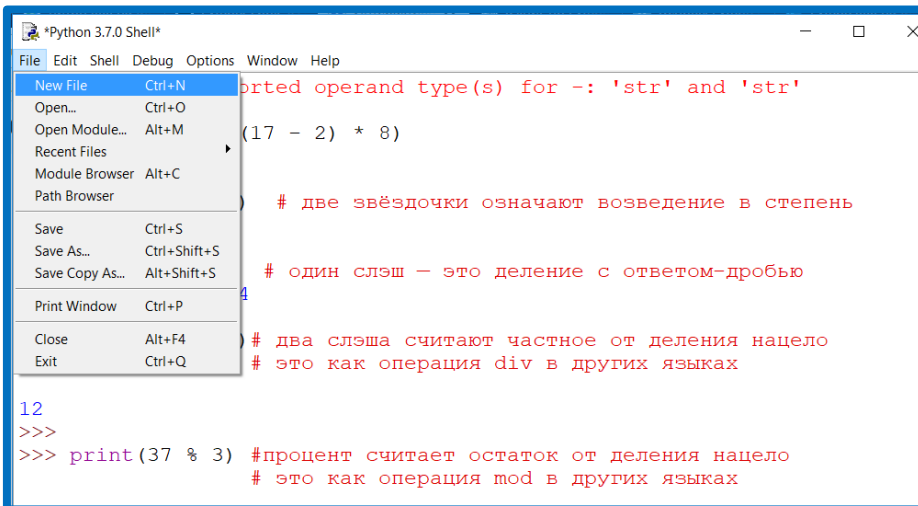 *Python 3.7.0 Shell*
File Edit Shell Debug Options Window Help
New File Ctrl+N
Open... Ctrl+O
Open Module... Alt+M
Recent Files
Module Browser Alt+C
Path Browser
Save Ctrl+S
Save As... Ctrl+Shift+S
Save Copy As... Alt+Shift+S
Print Window Ctrl+P
Close Alt+F4
Exit Ctrl+Q
orted operand type(s) for -: 'str' and 'str'
(17 - 2) * 8)
) # две звёздочки означают возведение в степень
# один слэш — это деление с ответом-дробью
4
)# два слэша считают частное от деления нацело
# это как операция div в других языках
12
>>>
>>> print(37 % 3) #процент считает остаток от деления нацело
# это как операция mod в других языках